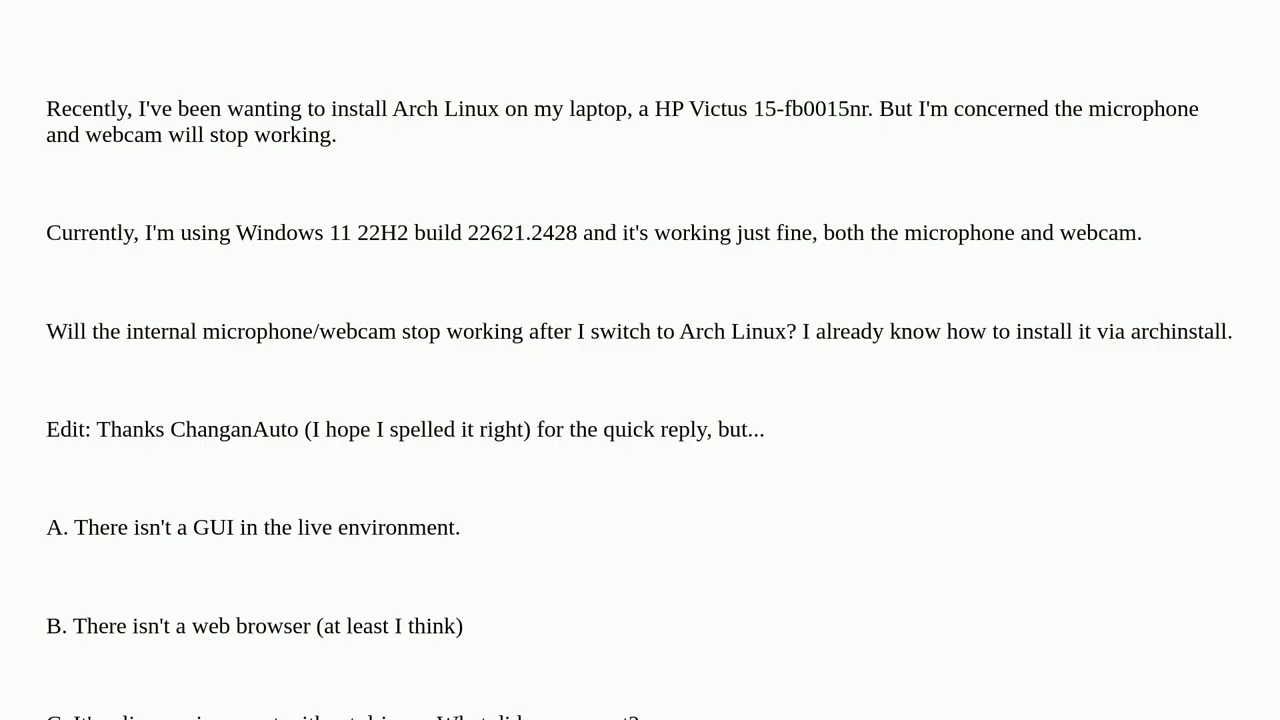 Recently, I've been wanting to install Arch Linux on my laptop, a HP Victus 15-fb0015nr. But I'm concerned the microphone
and webcam will stop working.
Currently, I'm using Windows 11 22H2 build 22621.2428 and it's working just fine, both the microphone and webcam.
Will the internal microphone/webcam stop working after I switch to Arch Linux? I already know how to install it via archinstall.
Edit: Thanks ChanganAuto (I hope I spelled it right) for the quick reply, but...
A. There isn't a GUI in the live environment.
B. There isn't a web browser (at least I think)